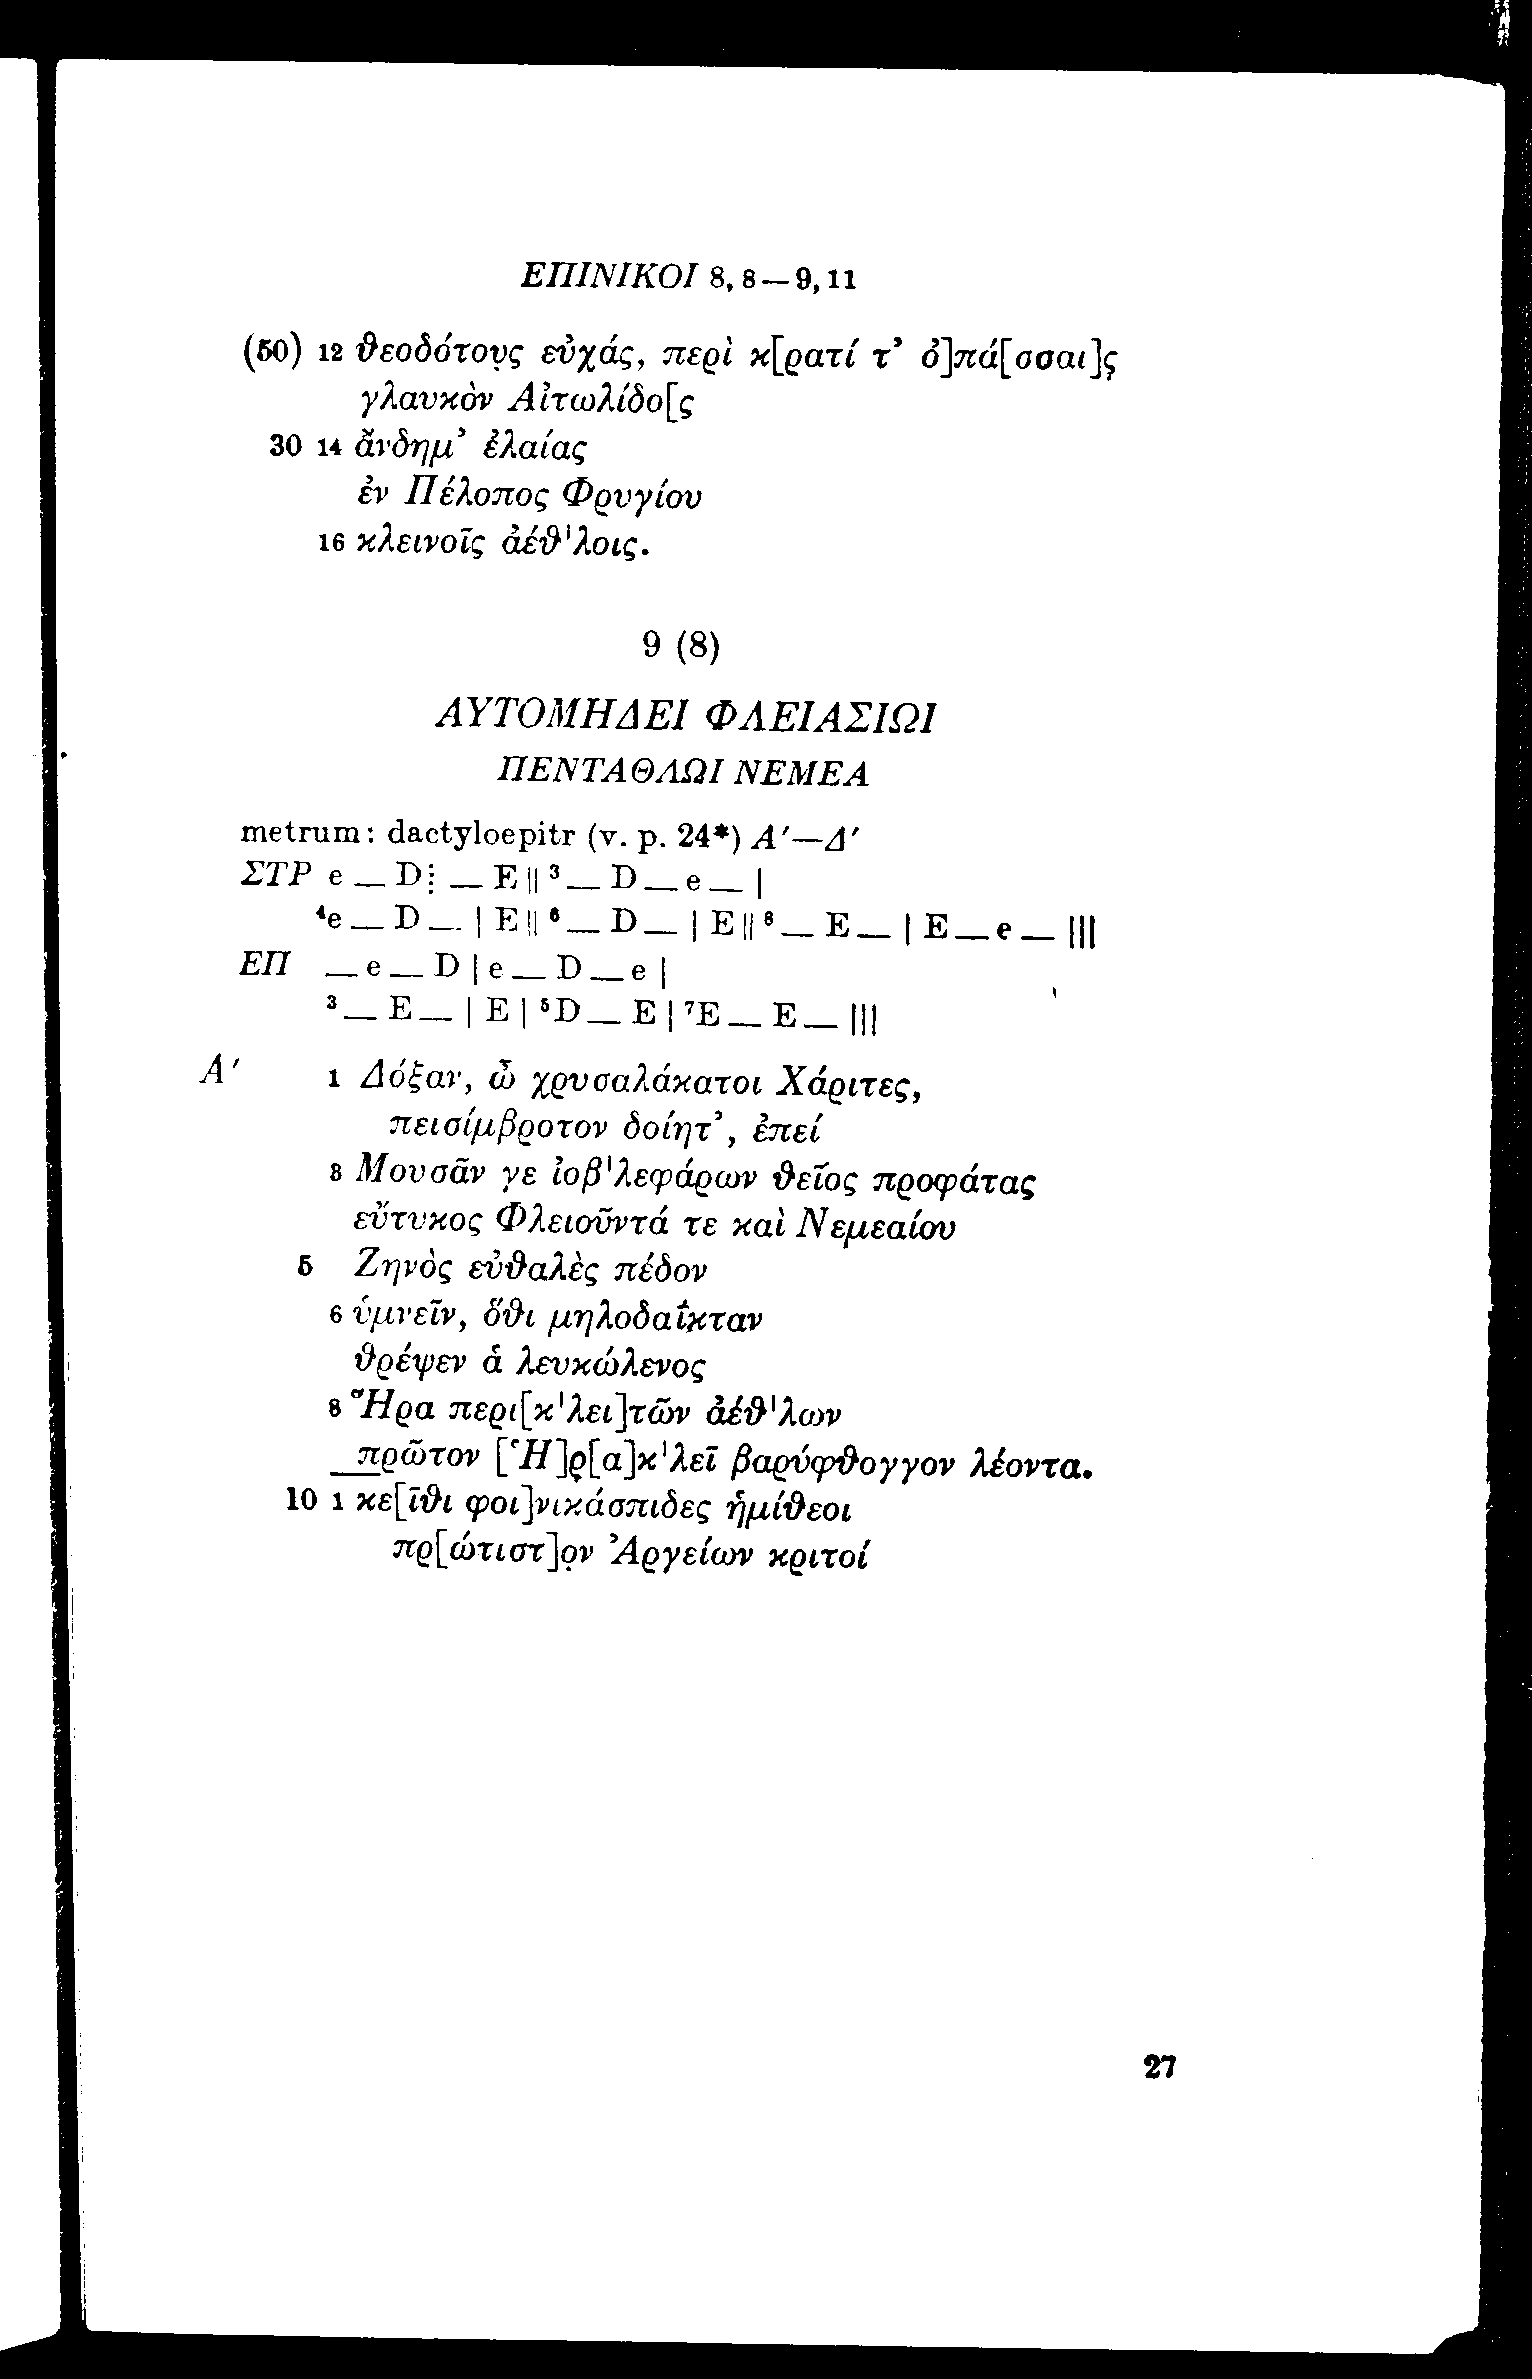 ΕΠΙΝΙΚΟΙ 8, 8—9, 11
(50) 12 θεοδότους εὐχάς, περὶ κ[ρατί τ’ ὀ]πά[σσαι]ς
γλαυκὸν Αἰτωλίδο[ς
30 14 ἄνδημ’ ἐλαίας
ἐν Πέλοπος Φρυγίου
16 κλεινοῖς ἀέθ'λοις.
9 (8)
ΑΥΤΟΜΗΔΕΙ ΦΛΕΙΑΣΙΩΙ
ΠΕΝΤΑΘΛΩΙ ΝΕΜΕΑ
metrum: dactyloepitr (v. p. 24*) Α′—Δ′
ΣΤΡ e — D ⁝ — E || ³ — D — e — |
⁴e — D — | E || ⁶ — D — | E || ⁸ — E — | E — e — |||
ΕΠ — e — D | e — D — e |
³ — E — | E | ⁵D — E | ⁷E — E — |||
Α′ 1 Δόξαν, ὦ χρυσαλάκατοι Χάριτες,
πεισίμβροτον δοίητ’, ἐπεί
3 Μουσᾶν γε ἰοβ'λεφάρων θεῖος προφάτας
εὔτυκος Φλειοῦντά τε καὶ Νεμεαίου
5 Ζηνὸς εὐθαλὲς πέδον
6 ὑμνεῖν, ὅθι μηλοδαΐκταν
θρέψεν ἁ λευκώλενος
8 Ἥρα περι[κ'λει]τῶν ἀέθ'λων
πρῶτον [Ἡ]ρ[α]κ'λεῖ βαρύφθογγον λέοντα.
10 1 κε[ῖθι φοι]νικάσπιδες ἡμίθεοι
πρ[ώτιστ]ον Ἀργείων κριτοί
27